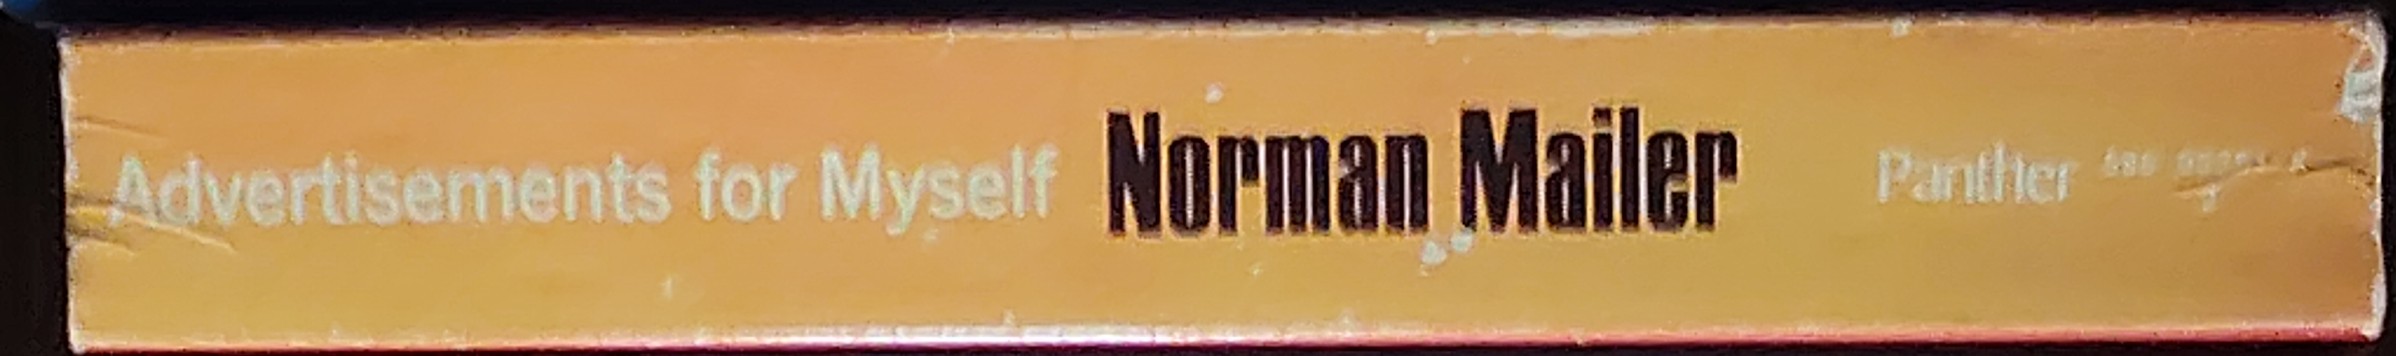 Advertisements for Myself Norman Mailer Panther